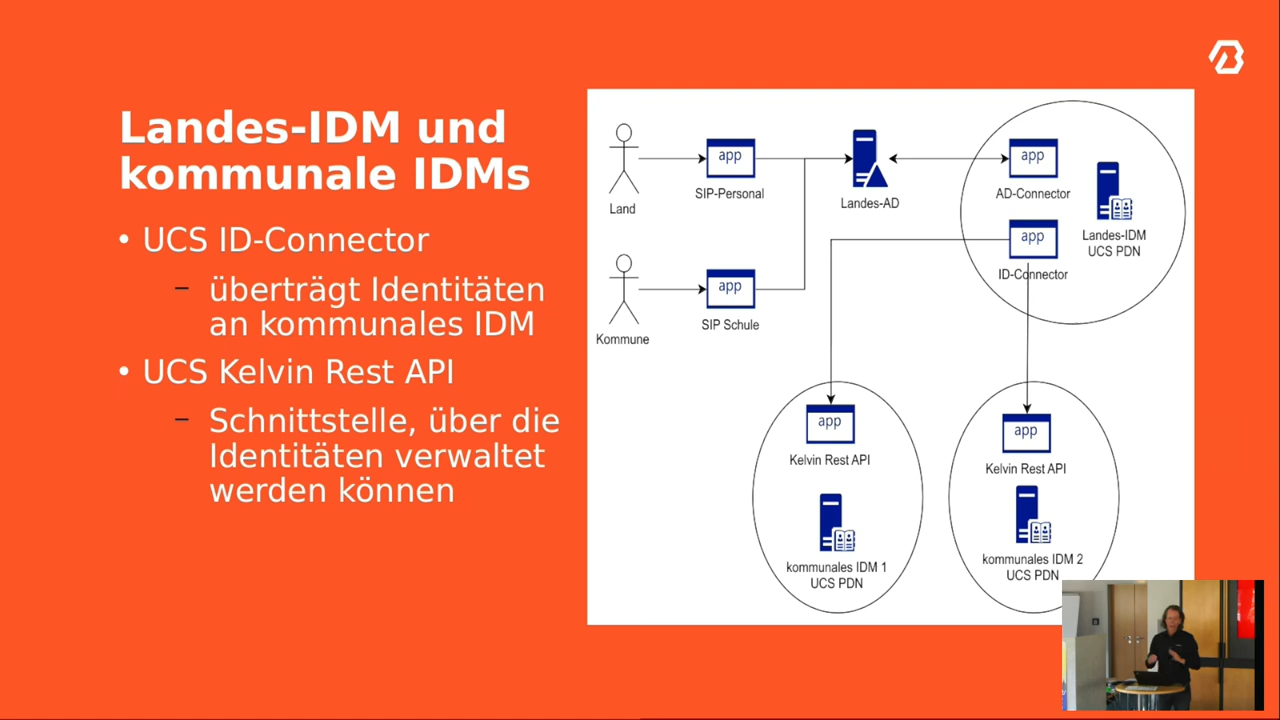 Landes-IDM und
kommunale IDMs
• UCS ID-Connector
– überträgt Identitäten
an kommunales IDM
• UCS Kelvin Rest API
– Schnittstelle, über die
Identitäten verwaltet
werden können
Land
app
SIP-Personal
Landes-AD
app
AD-Connector
app
ID-Connector
Landes-IDM
UCS PDN
Kommune
app
SIP Schule
app
Kelvin Rest API
kommunales IDM 1
UCS PDN
app
Kelvin Rest API
kommunales IDM 2
UCS PDN